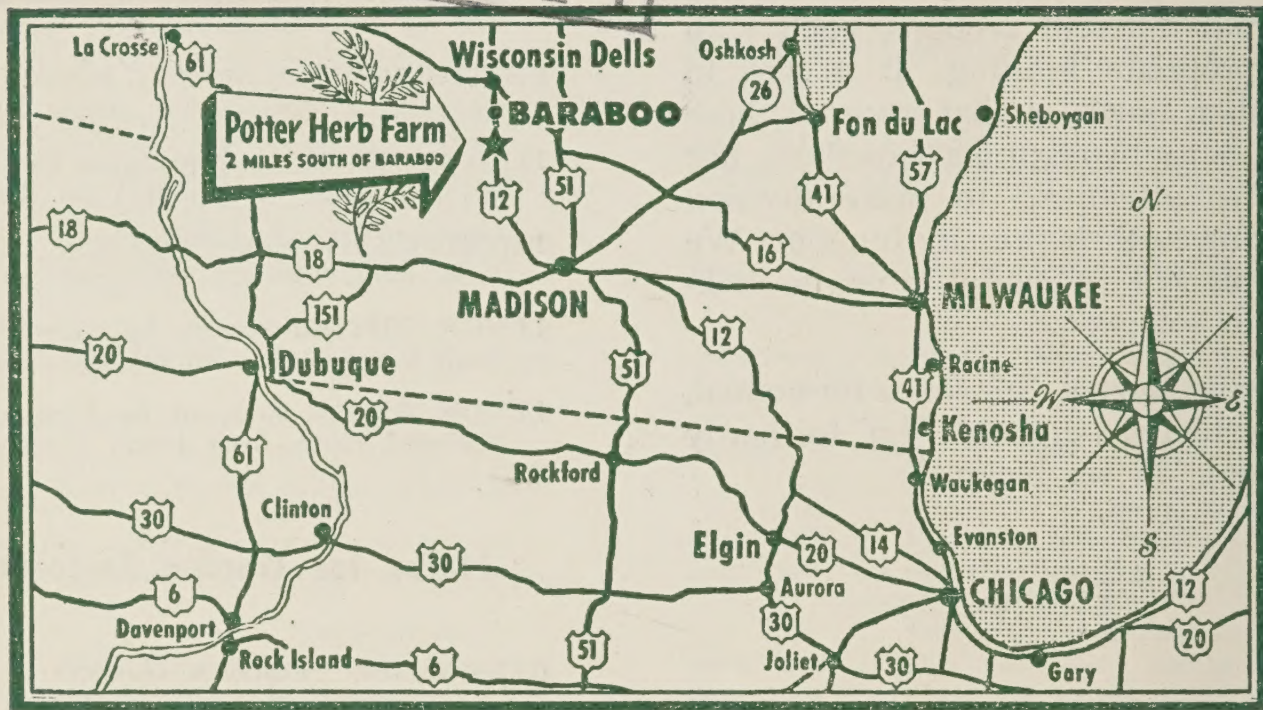 La Crosse
61
Wisconsin Dells
Oshkosh
26
BARABOO
Potter Herb Farm
2 MILES SOUTH OF BARABOO
Fon du Lac
Sheboygan
12
51
41
57
N
18
18
16
151
MADISON
MILWAUKEE
20
Dubuque
12
51
41
Racine
W
E
20
Kenosha
61
Rockford
Waukegan
30
Clinton
Elgin
14
Evanston
S
30
20
6
Aurora
CHICAGO
12
Davenport
30
20
Rock Island
6
51
Joliet
30
Gary